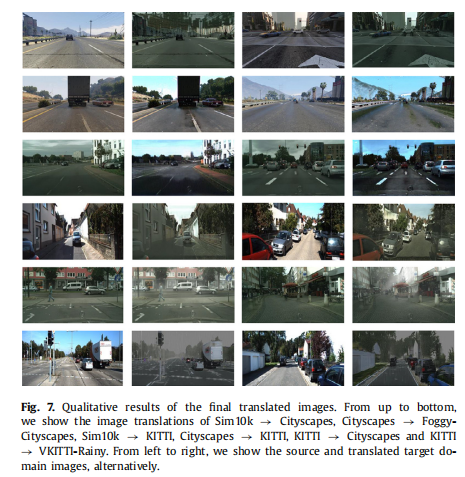 Fig. 7. Qualitative results of the final translated images. From up to bottom,
we show the image translations of Sim10k → Cityscapes, Cityscapes → Foggy-
Cityscapes, Sim10k → KITTI, Cityscapes → KITTI, KITTI → Cityscapes and KITTI
→ VKITTI-Rainy. From left to right, we show the source and translated target do-
main images, alternatively.